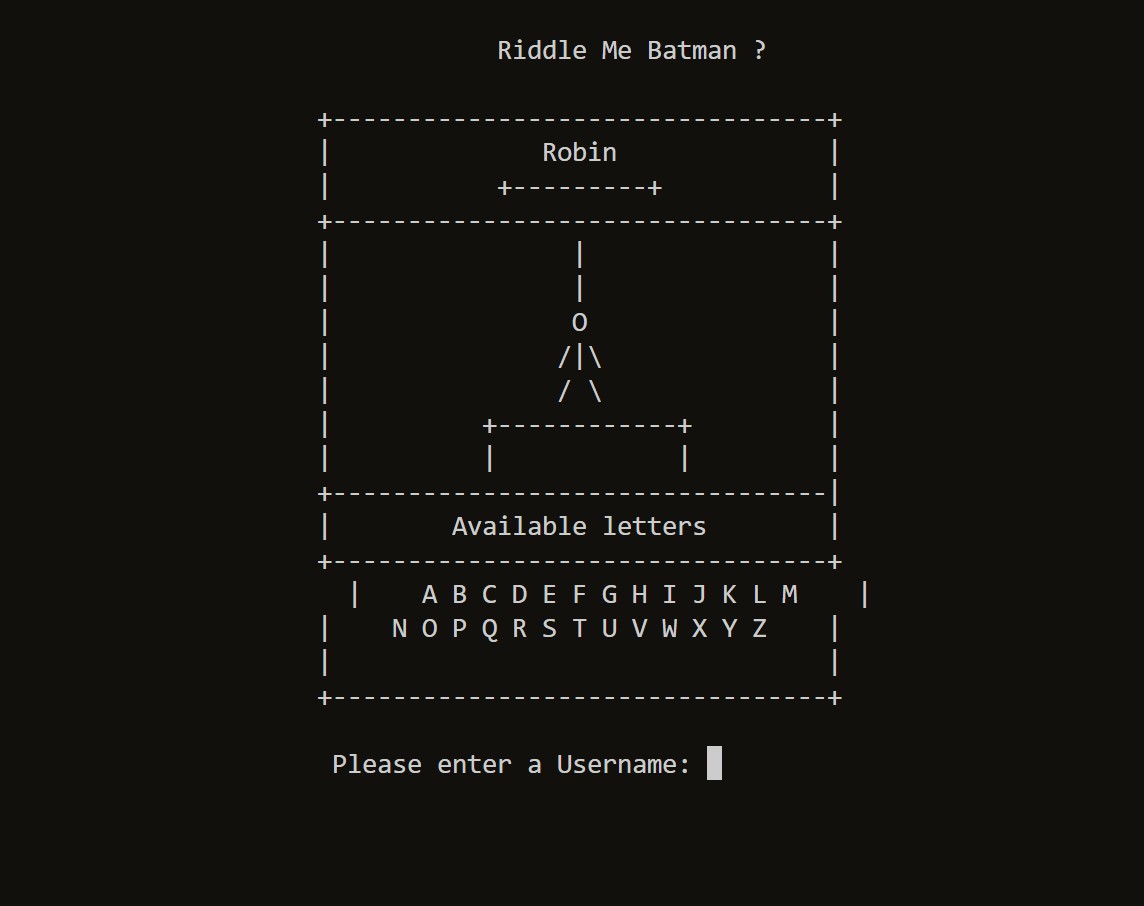 Riddle Me Batman ?
+---------------------------------+
|              Robin              |
|           +---------+           |
+---------------------------------+
|                |                |
|                |                |
|                O                |
|               /|\               |
|               / \               |
|          +------------+         |
|          |            |         |
+---------------------------------|
|        Available letters        |
+---------------------------------+
  |    A B C D E F G H I J K L M    |
|    N O P Q R S T U V W X Y Z    |
|                                 |
+---------------------------------+
Please enter a Username: